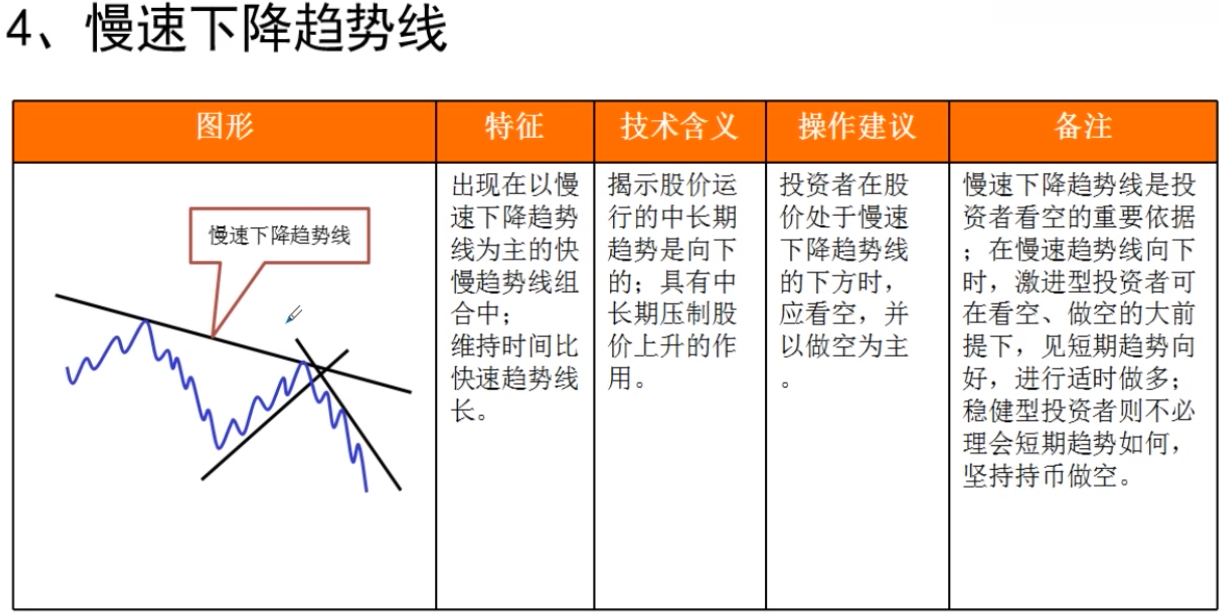 4、慢速下降趋势线
图形
特征
技术含义
操作建议
备注
慢速下降趋势线
出现在以慢
速下降趋势
线为主的快
慢趋势线组
合中；
维持时间比
快速趋势线
长。
揭示股价运
行的中长期
趋势是向下
的；具有中
长期压制股
价上升的作
用。
投资者在股
价处于慢速
下降趋势线
的下方时，
应看空，并
以做空为主
。
慢速下降趋势线是投
资者看空的重要依据
；在慢速趋势线向下
时，激进型投资者可
在看空、做空的大前
提下，见短期趋势向
好，进行适时做多；
稳健型投资者则不必
理会短期趋势如何，
坚持持币做空。